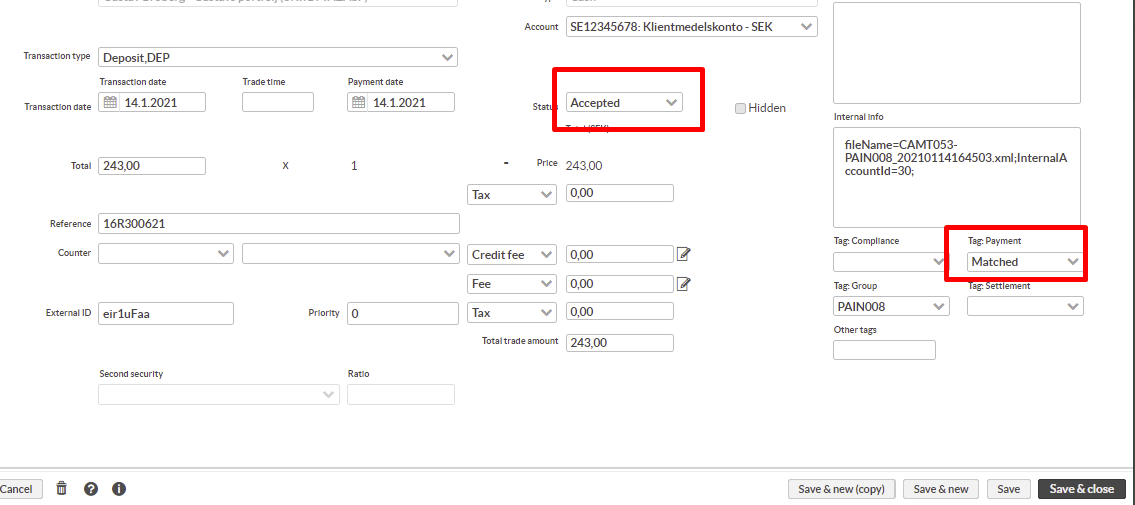 Account
SE12345678: Klientmedelskonto - SEK
Transaction type
Deposit,DEP
Transaction date
Trade time
Payment date
Transaction date
14.1.2021
14.1.2021
Status
Accepted
Hidden
Internal info
fileName=CAMT053-
PAIN008_20210114164503.xml;InternalA
ccountId=30;
Total
243,00
X
1
-
Price
243,00
Tax
0,00
Reference
16R300621
Counter
Credit fee
0,00
Fee
0,00
Tag: Compliance
Tag: Payment
Matched
Tag: Group
Tag: Settlement
PAIN008
External ID
eir1uFaa
Priority
0
Tax
0,00
Other tags
Total trade amount
243,00
Second security
Ratio
Cancel
?
i
Save & new (copy)
Save & new
Save
Save & close